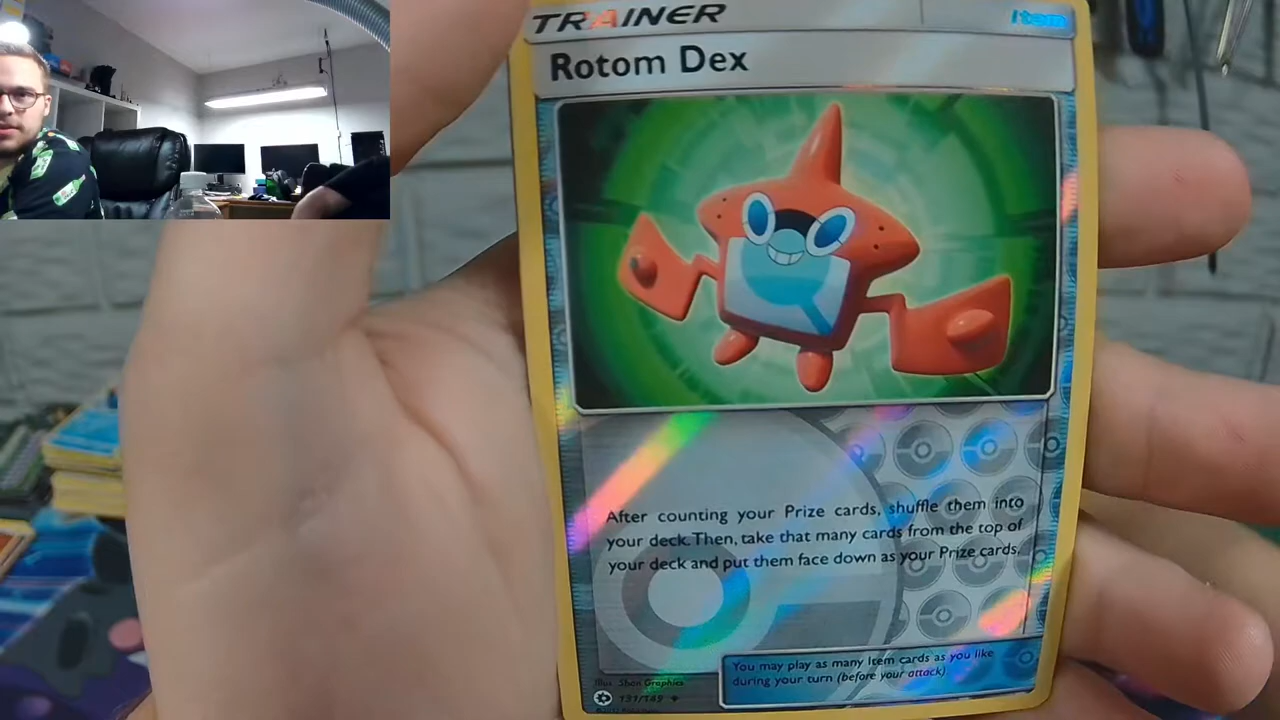 TRAINER
Item
Rotom Dex
After counting your Prize cards, shuffle them into
your deck. Then, take that many cards from the top of
your deck and put them face down as your Prize cards.
You may play as many Item cards as you like
during your turn (before your attack)
Illus. 5ban Graphics
131/149